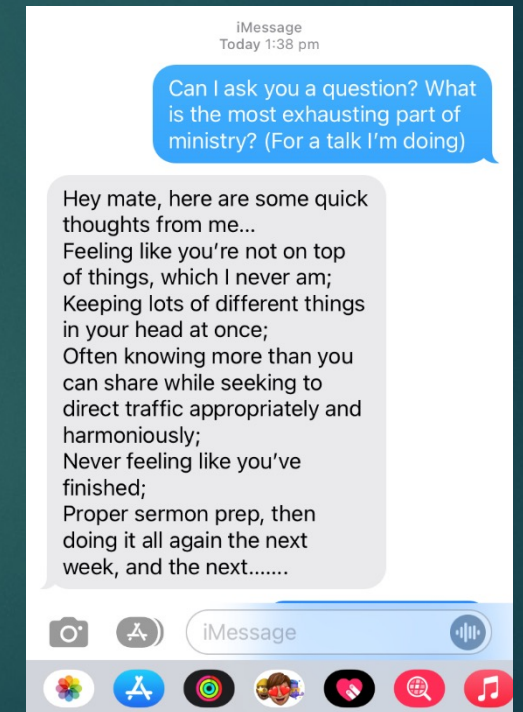 iMessage
Today 1:38 pm
Can I ask you a question? What
is the most exhausting part of
ministry? (For a talk I'm doing)
Hey mate, here are some quick
thoughts from me...
Feeling like you're not on top
of things, which I never am;
Keeping lots of different things
in your head at once;
Often knowing more than you
can share while seeking to
direct traffic appropriately and
harmoniously;
Never feeling like you've
finished;
Proper sermon prep, then
doing it all again the next
week, and the next.......
iMessage